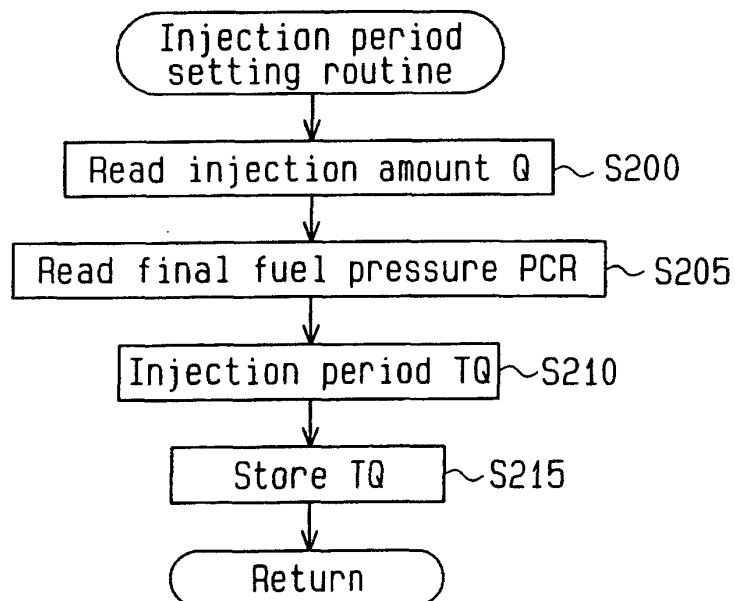 Injection period
setting routine
Read injection amount Q
S200
Read final fuel pressure PCR
S205
Injection period TQ
S210
Store TQ
S215
Return